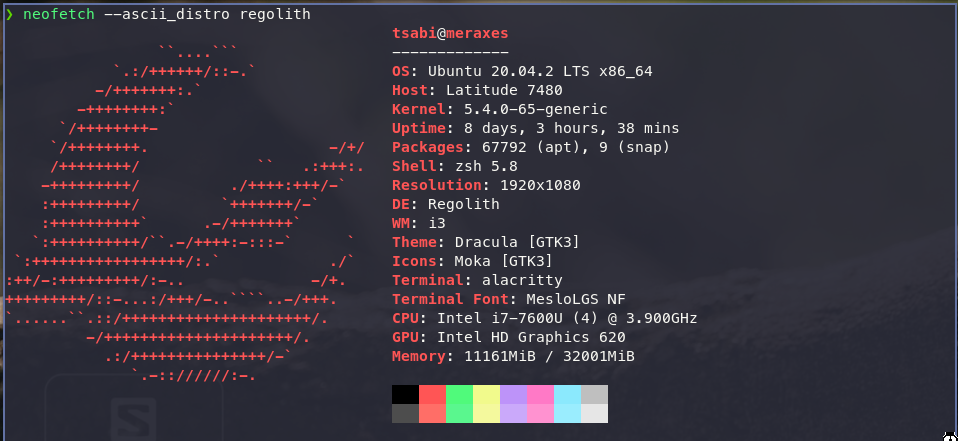 ❯ neofetch --ascii_distro regolith
tsabi@meraxes
-------------
OS: Ubuntu 20.04.2 LTS x86_64
Host: Latitude 7480
Kernel: 5.4.0-65-generic
Uptime: 8 days, 3 hours, 38 mins
Packages: 67792 (apt), 9 (snap)
Shell: zsh 5.8
Resolution: 1920x1080
DE: Regolith
WM: i3
Theme: Dracula [GTK3]
Icons: Moka [GTK3]
Terminal: alacritty
Terminal Font: MesloLGS NF
CPU: Intel i7-7600U (4) @ 3.900GHz
GPU: Intel HD Graphics 620
Memory: 11161MiB / 32001MiB